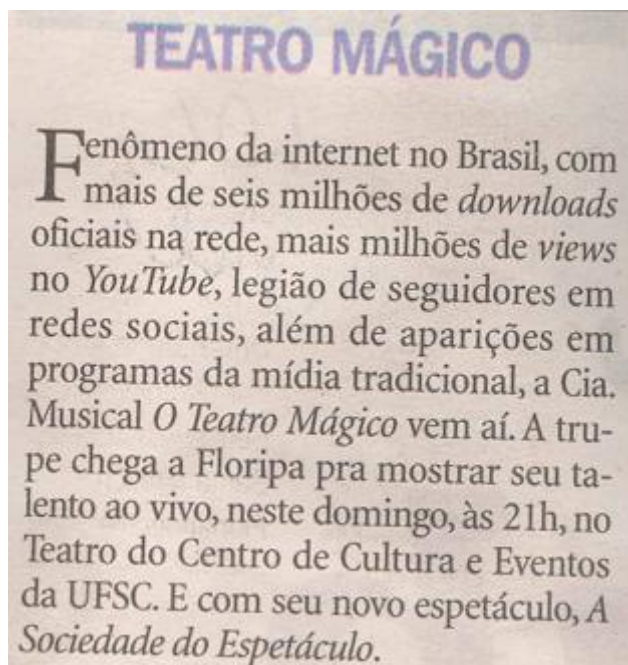 TEATRO MÁGICO
Fenômeno da internet no Brasil, com
mais de seis milhões de downloads
oficiais na rede, mais milhões de views
no YouTube, legião de seguidores em
redes sociais, além de aparições em
programas da mídia tradicional, a Cia.
Musical O Teatro Mágico vem aí. A tru-
pe chega a Floripa pra mostrar seu ta-
lento ao vivo, neste domingo, às 21h, no
Teatro do Centro de Cultura e Eventos
da UFSC. E com seu novo espetáculo, A
Sociedade do Espetáculo.